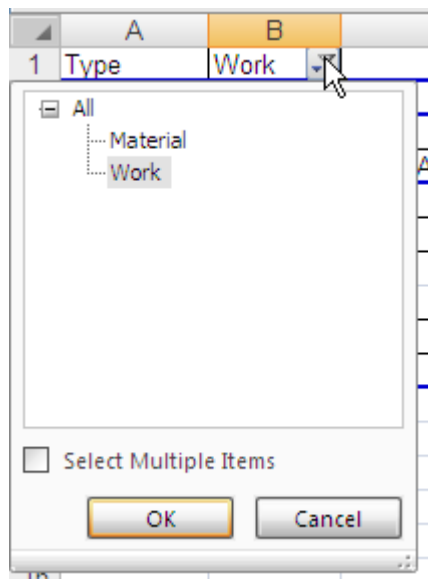 A B
1 Type Work
All
Material
Work
A
Select Multiple Items
OK Cancel